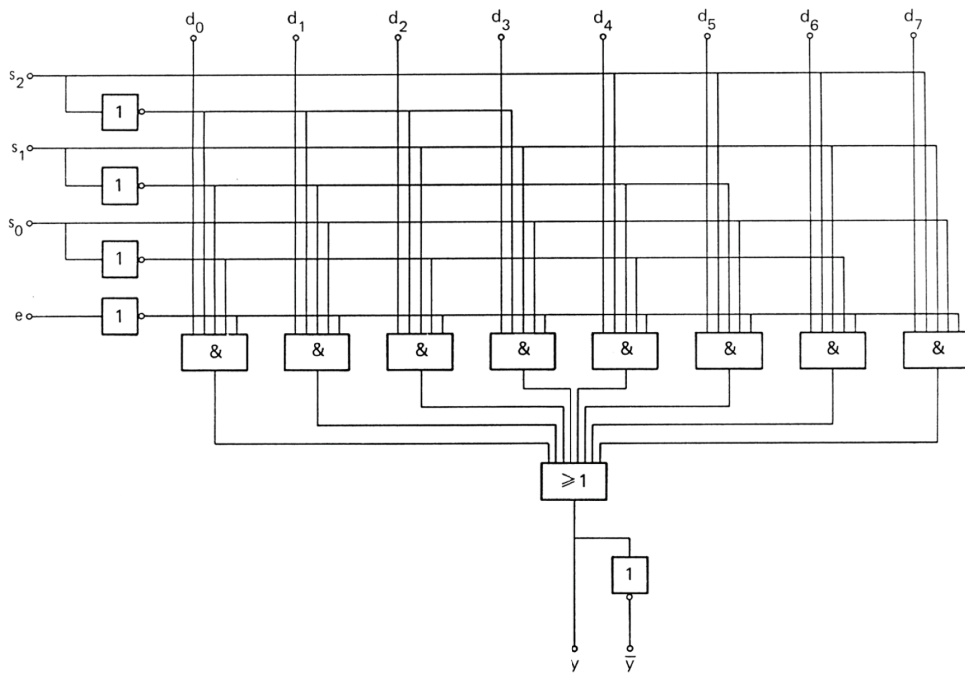 d₀ d₁ d₂ d₃ d₄ d₅ d₆ d₇
s₂
1
s₁
1
s₀
1
e 1
& & & & & & & &
⩾1
1
y y̅